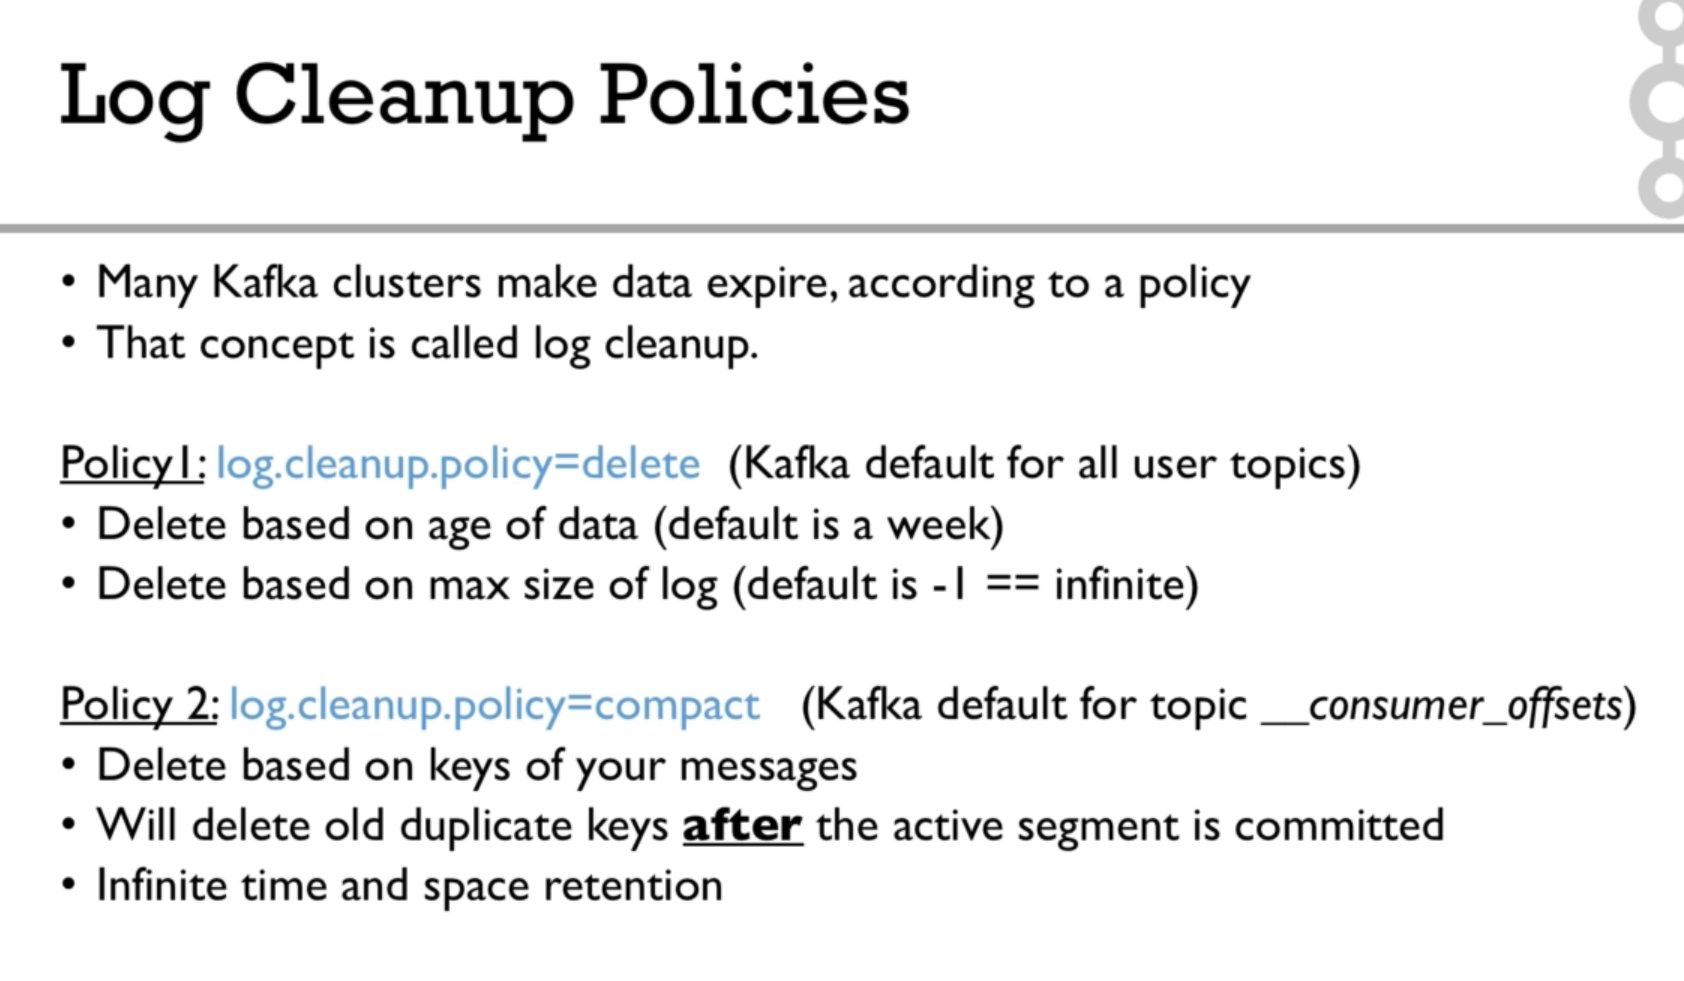 Log Cleanup Policies
• Many Kafka clusters make data expire, according to a policy
• That concept is called log cleanup.
Policy1: log.cleanup.policy=delete (Kafka default for all user topics)
• Delete based on age of data (default is a week)
• Delete based on max size of log (default is -1 == infinite)
Policy 2: log.cleanup.policy=compact (Kafka default for topic __consumer_offsets)
• Delete based on keys of your messages
• Will delete old duplicate keys after the active segment is committed
• Infinite time and space retention